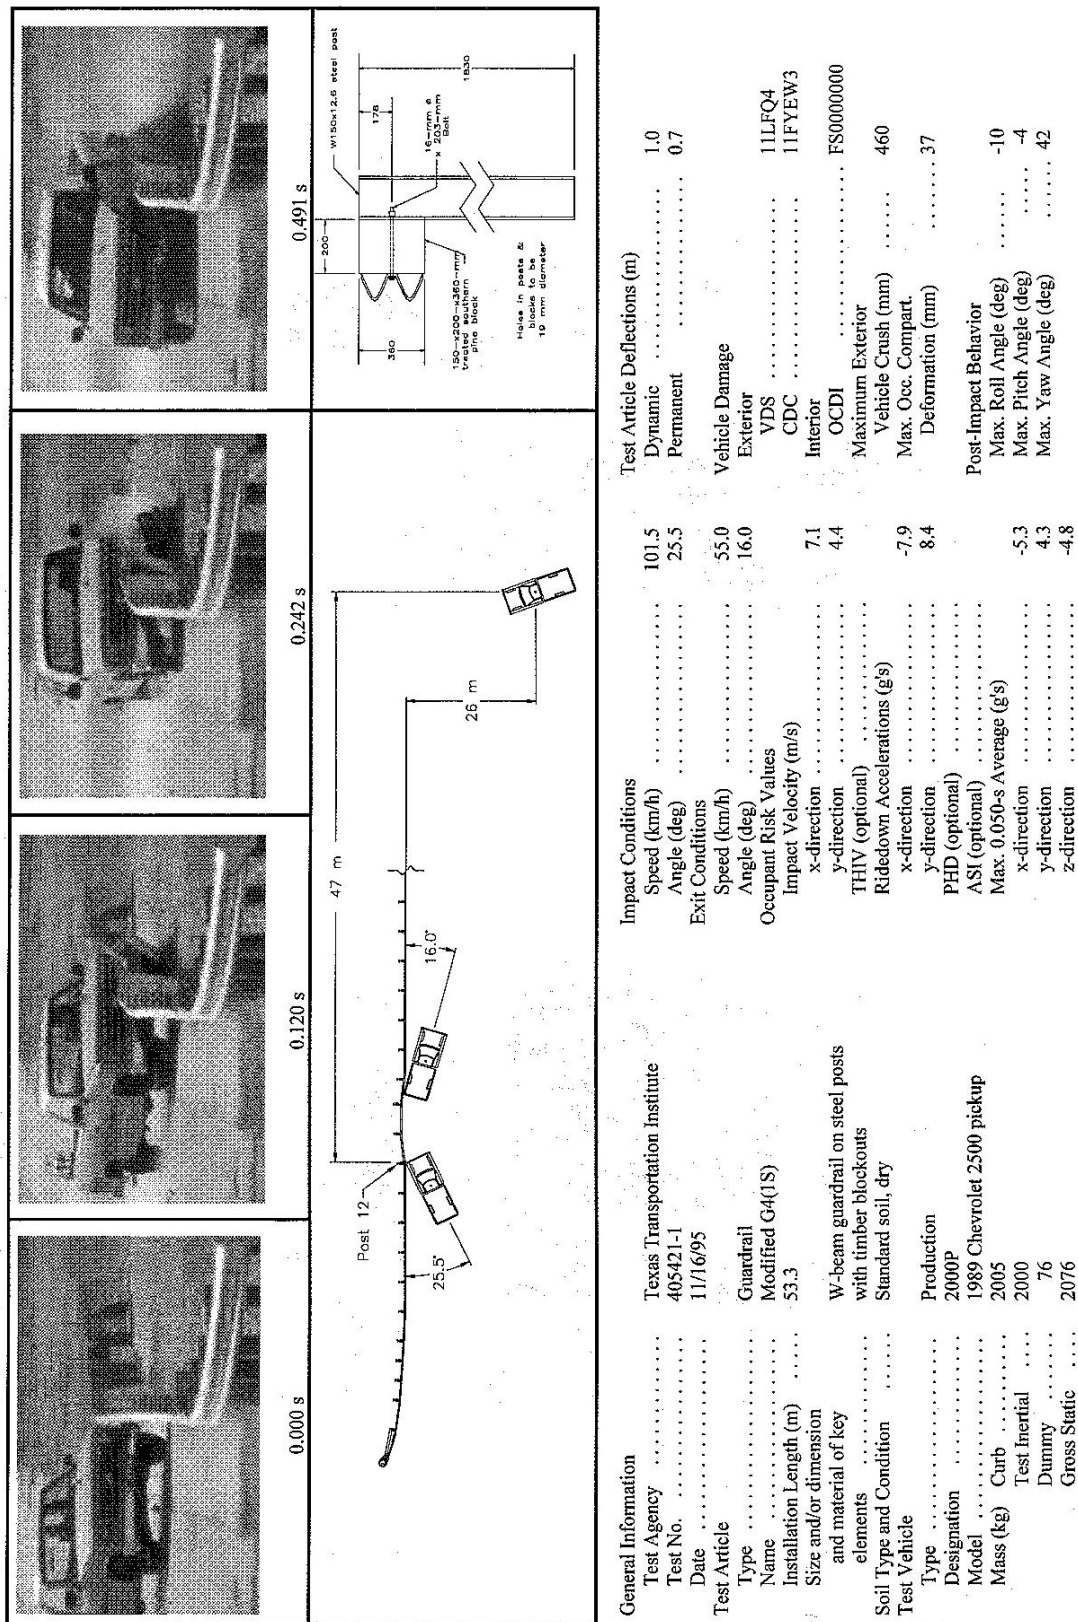 0.000 s
0.120 s
0.242 s
0.491 s
Post 12
25.5°
16.0°
47 m
26 m
W150x12.6 steel post
200
178
360
1830
16-mm ø
x 203-mm
Bolt
150-x200-x360-mm
treated southern
pine block
Holes in posts &
blocks to be
19 mm diameter
General Information
Test Agency .................... Texas Transportation Institute
Test No. .................... 405421-1
Date .................... 11/16/95
Test Article
Type .................... Guardrail
Name .................... Modified G4(1S)
Installation Length (m) ..... 53.3
Size and/or dimension
and material of key W-beam guardrail on steel posts
elements ............ with timber blockouts
Soil Type and Condition ...... Standard soil, dry
Test Vehicle
Type .................... Production
Designation .................... 2000P
Model .................... 1989 Chevrolet 2500 pickup
Mass (kg) Curb .......... 2005
Test Inertial .... 2000
Dummy ........ 76
Gross Static .... 2076
Impact Conditions
Speed (km/h) .................... 101.5
Angle (deg) .................... 25.5
Exit Conditions
Speed (km/h) .................... 55.0
Angle (deg) .................... 16.0
Occupant Risk Values
Impact Velocity (m/s)
x-direction .................... 7.1
y-direction .................... 4.4
THIV (optional) ....................
Ridedown Accelerations (g's)
x-direction .................... -7.9
y-direction .................... 8.4
PHD (optional) ....................
ASI (optional) ....................
Max. 0.050-s Average (g's)
x-direction .................... -5.3
y-direction .................... 4.3
z-direction .................... -4.8
Test Article Deflections (m)
Dynamic .................... 1.0
Permanent .................... 0.7
Vehicle Damage
Exterior
VDS .................... 11LFQ4
CDC .................... 11FYEW3
Interior
OCDI .................... FS0000000
Maximum Exterior
Vehicle Crush (mm) ...... 460
Max. Occ. Compart.
Deformation (mm) ...... 37
Post-Impact Behavior
Max. Roll Angle (deg) ...... -10
Max. Pitch Angle (deg) ..... -4
Max. Yaw Angle (deg) ...... 42